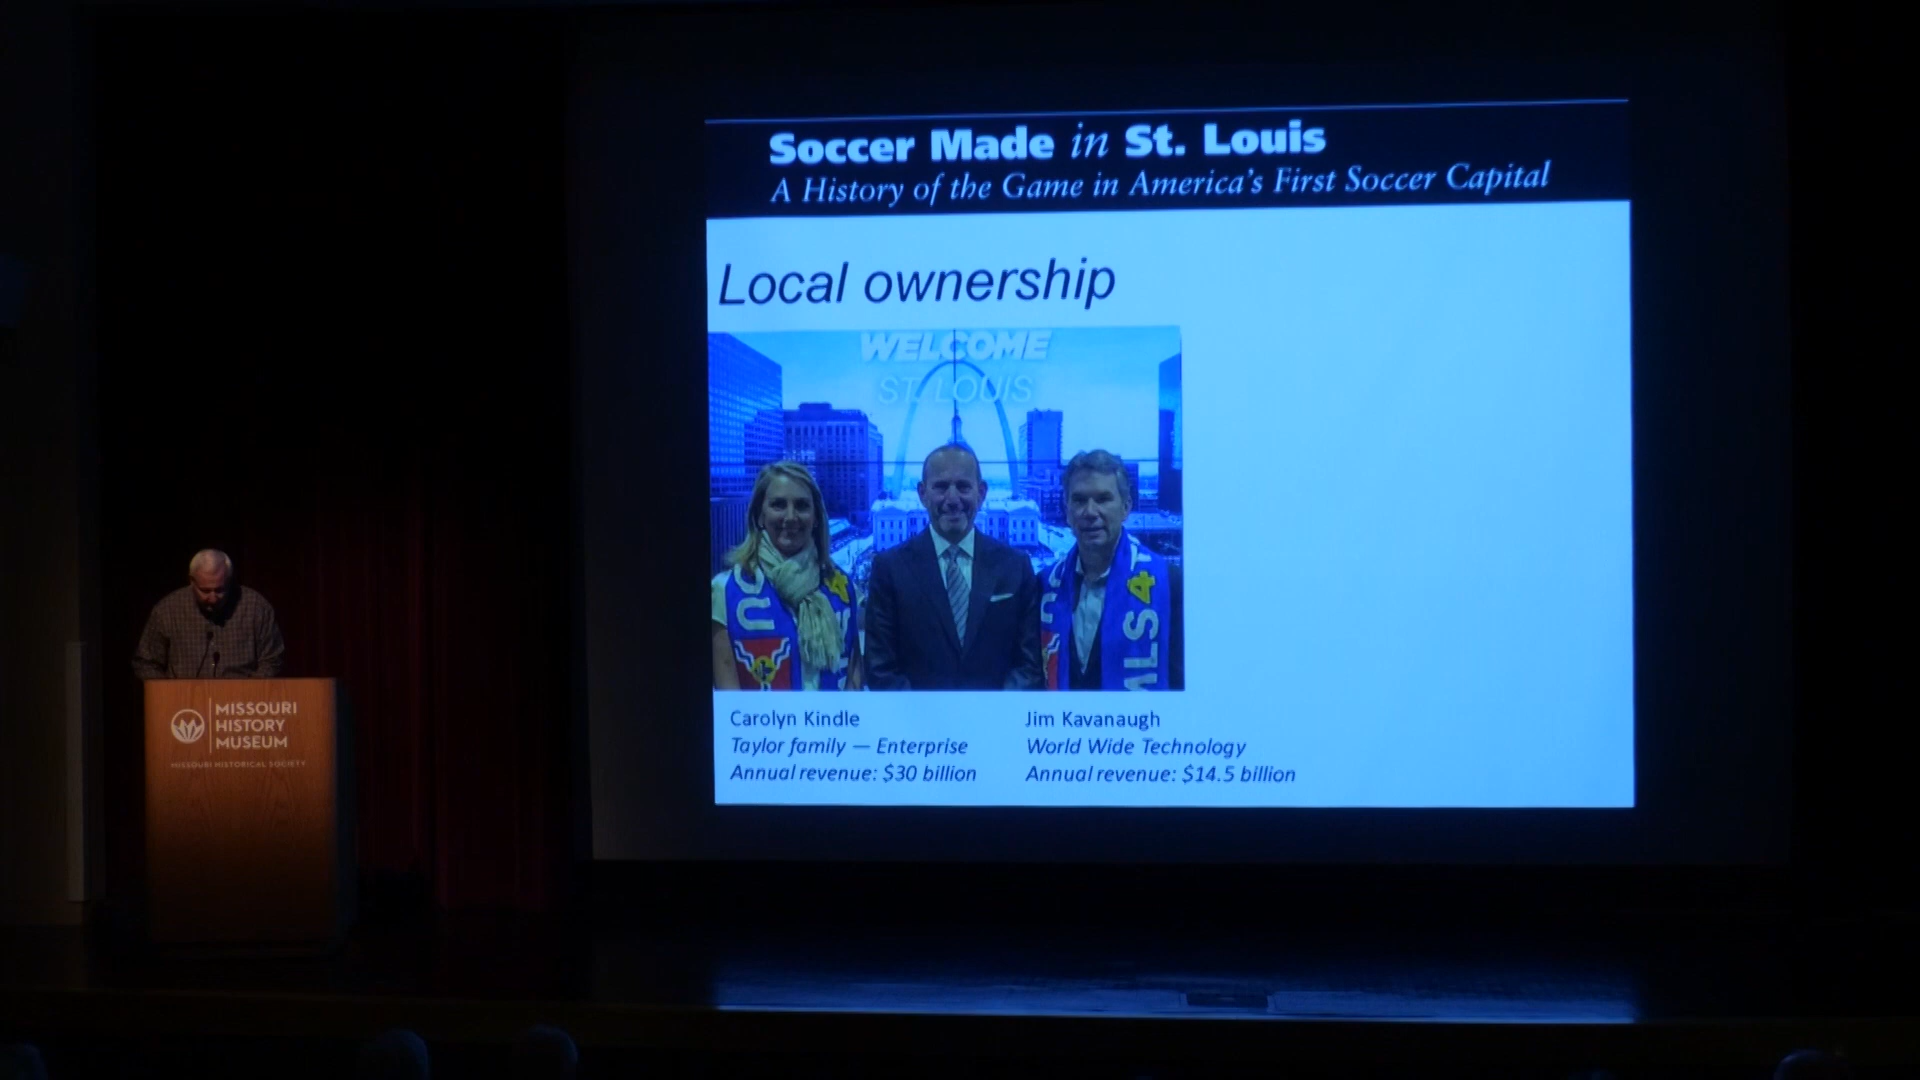 Soccer Made in St. Louis
A History of the Game in America's First Soccer Capital
Local ownership
WELCOME
ST. LOUIS
MLS4
Carolyn Kindle
Taylor family — Enterprise
Annual revenue: $30 billion
Jim Kavanaugh
World Wide Technology
Annual revenue: $14.5 billion
MISSOURI
HISTORY
MUSEUM
MISSOURI HISTORICAL SOCIETY